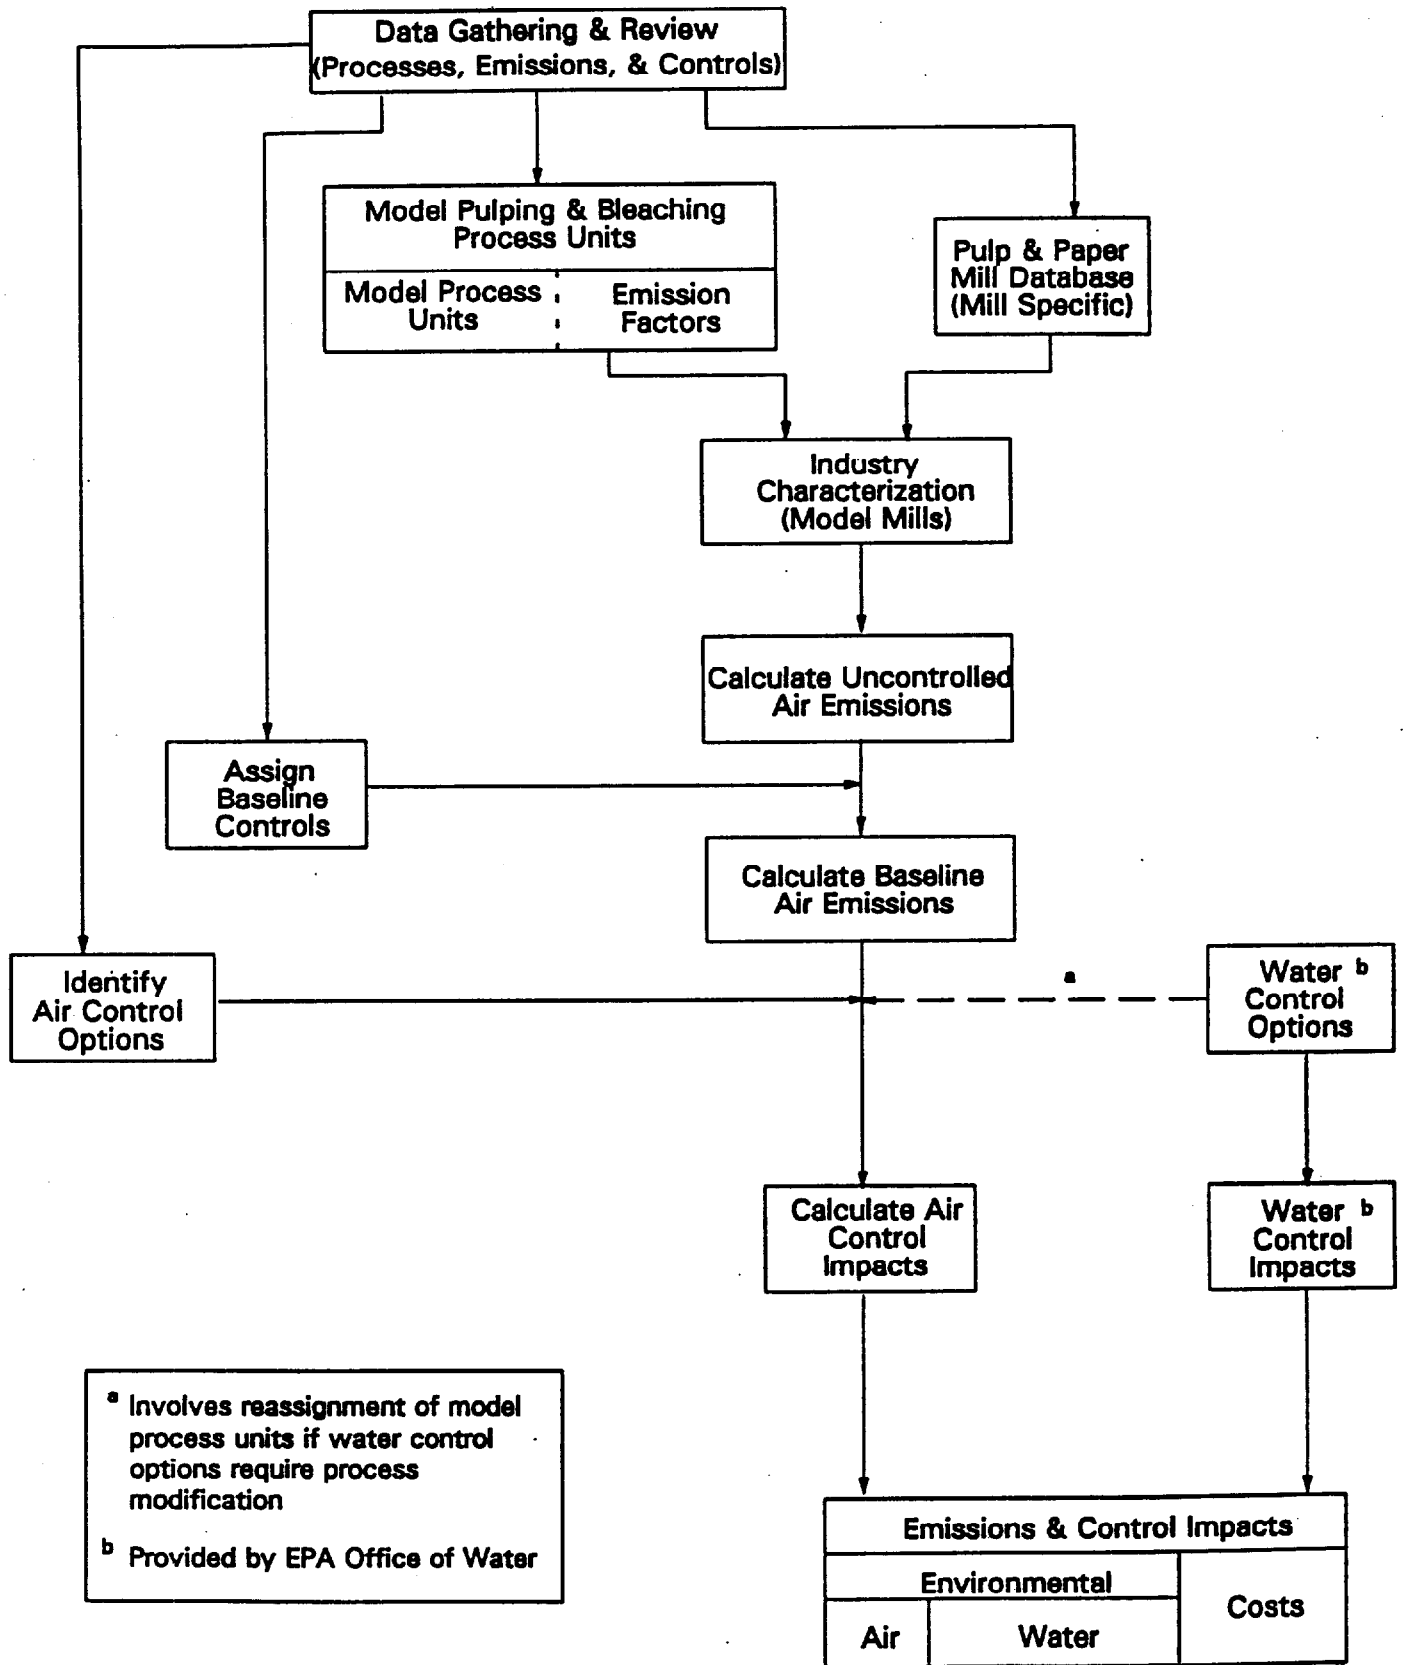 Data Gathering & Review
(Processes, Emissions, & Controls)
Model Pulping & Bleaching
Process Units
Model Process
Units
Emission
Factors
Pulp & Paper
Mill Database
(Mill Specific)
Industry
Characterization
(Model Mills)
Calculate Uncontrolled
Air Emissions
Assign
Baseline
Controls
Calculate Baseline
Air Emissions
Identify
Air Control
Options
a
Water b
Control
Options
Calculate Air
Control
Impacts
Water b
Control
Impacts
a Involves reassignment of model
process units if water control
options require process
modification
b Provided by EPA Office of Water
Emissions & Control Impacts
Environmental
Costs
Air
Water